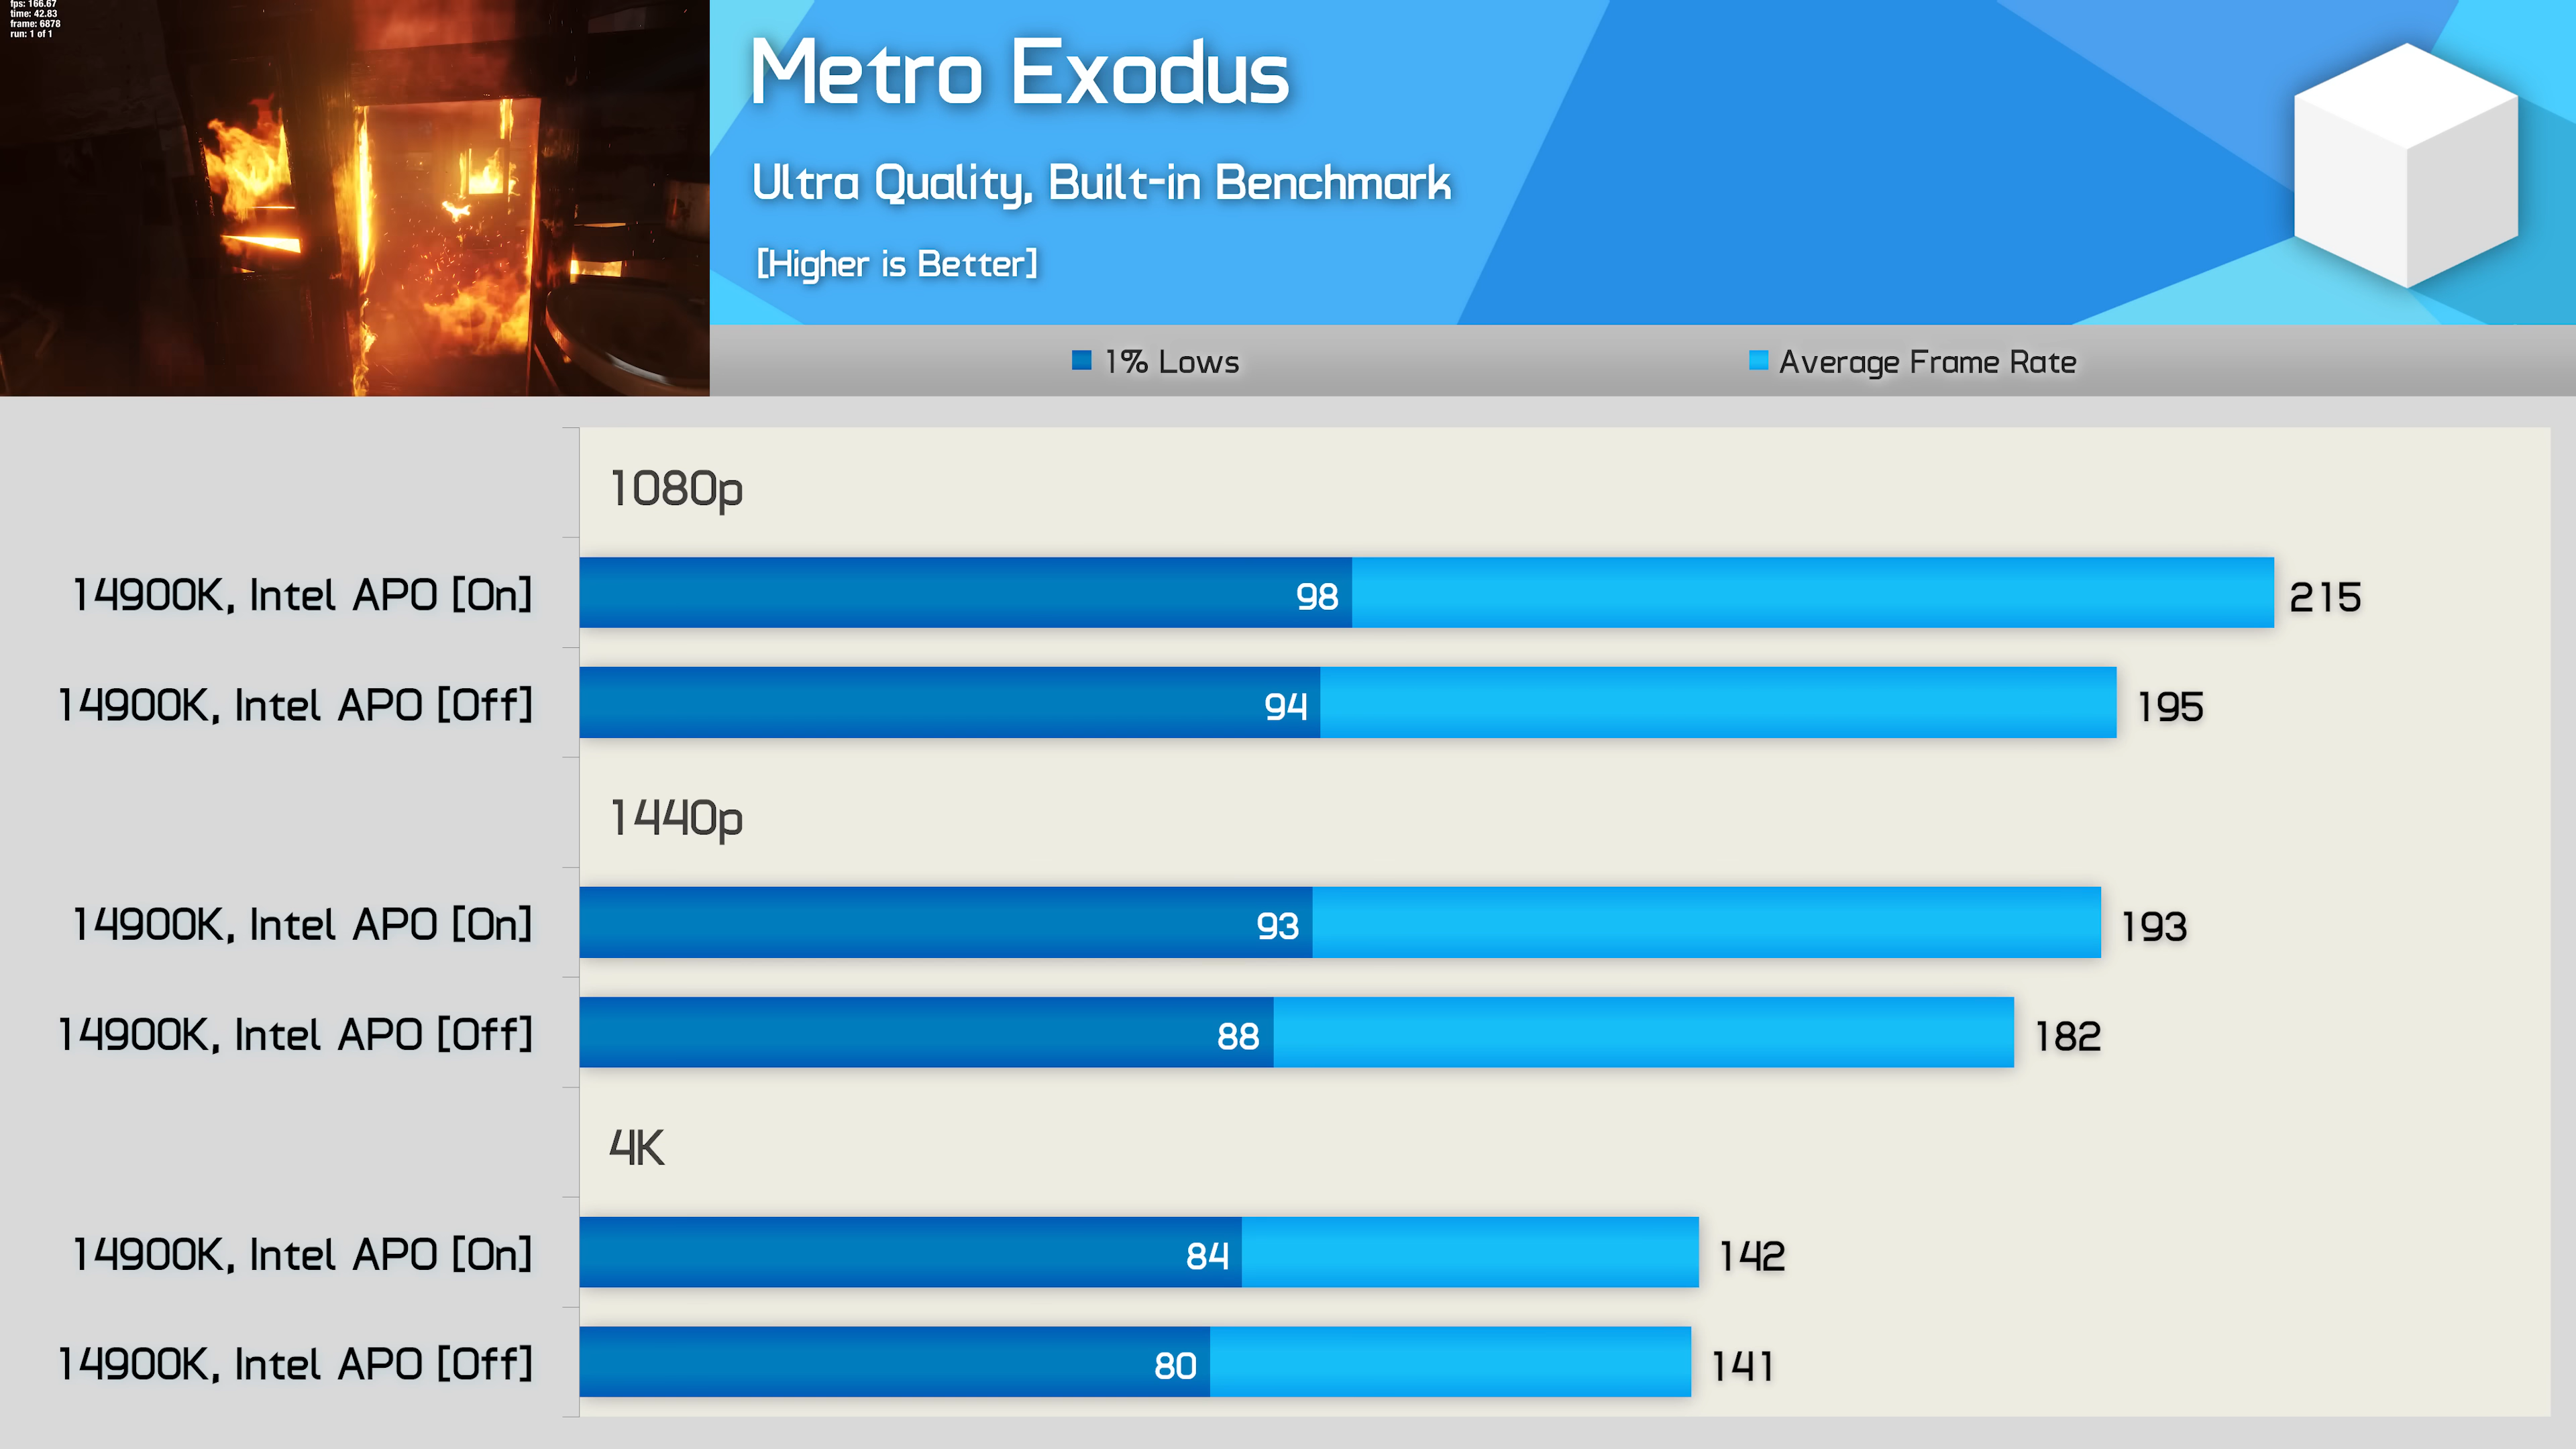 fps: 166.67
time: 42.83
frame: 6878
run: 1 of 1
Metro Exodus
Ultra Quality, Built-in Benchmark
[Higher is Better]
1% Lows
Average Frame Rate
1080p
14900K, Intel APO [On]
98
215
14900K, Intel APO [Off]
94
195
1440p
14900K, Intel APO [On]
93
193
14900K, Intel APO [Off]
88
182
4K
14900K, Intel APO [On]
84
142
14900K, Intel APO [Off]
80
141